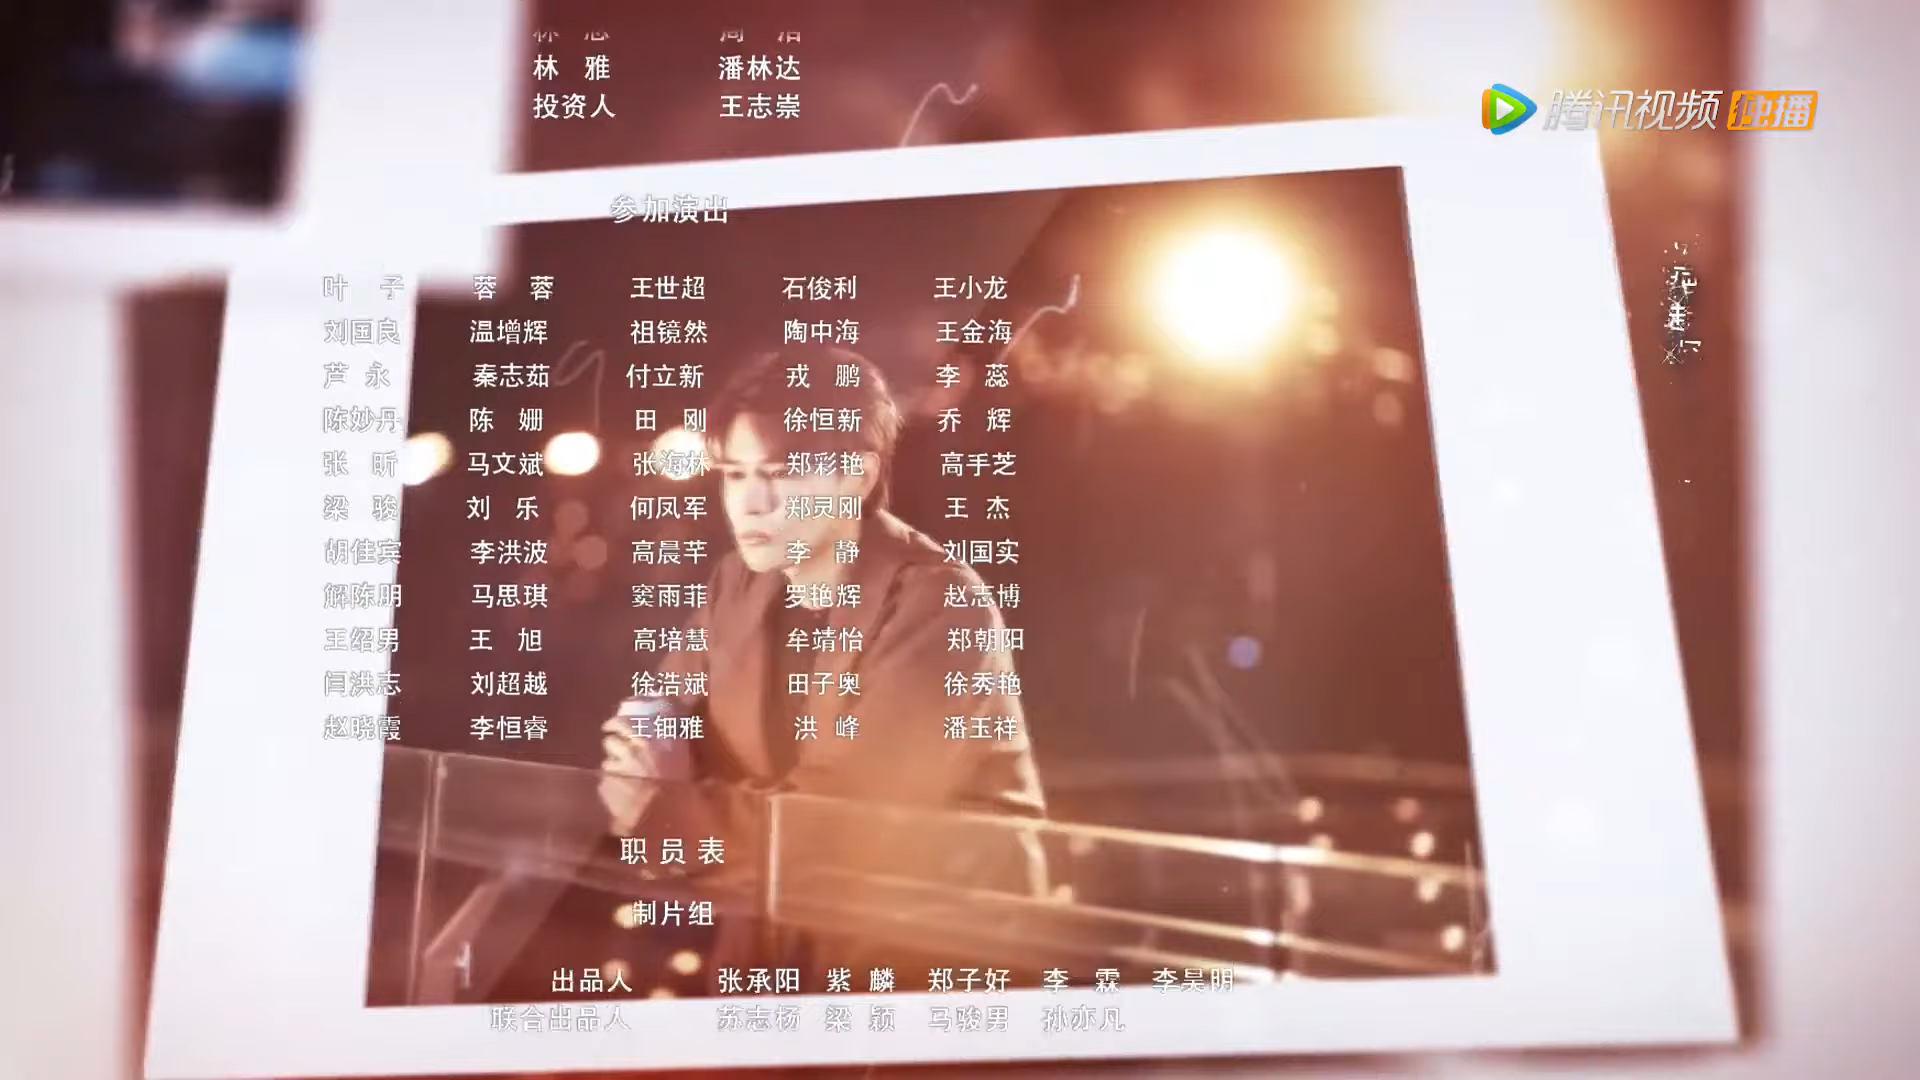 林 雅 潘林达
投资人 王志崇
腾讯视频 独播
参加演出
叶 子 蓉 蓉 王世超 石俊利 王小龙
刘国良 温增辉 祖镜然 陶中海 王金海
芦 永 秦志茹 付立新 戎 鹏 李 蕊
陈妙丹 陈 姗 田 刚 徐恒新 乔 辉
张 昕 马文斌 张海林 郑彩艳 高手芝
梁 骏 刘 乐 何凤军 郑灵刚 王 杰
胡佳宾 李洪波 高晨芊 李 静 刘国实
解陈朋 马思琪 窦雨菲 罗艳辉 赵志博
王绍男 王 旭 高培慧 牟靖怡 郑朝阳
闫洪志 刘超越 徐浩斌 田子奥 徐秀艳
赵晓霞 李恒睿 王钿雅 洪 峰 潘玉祥
职员表
制片组
出品人 张承阳 紫 麟 郑子好 李 霖 李昊明
联合出品人 苏志杨 梁 颖 马骏男 孙亦凡